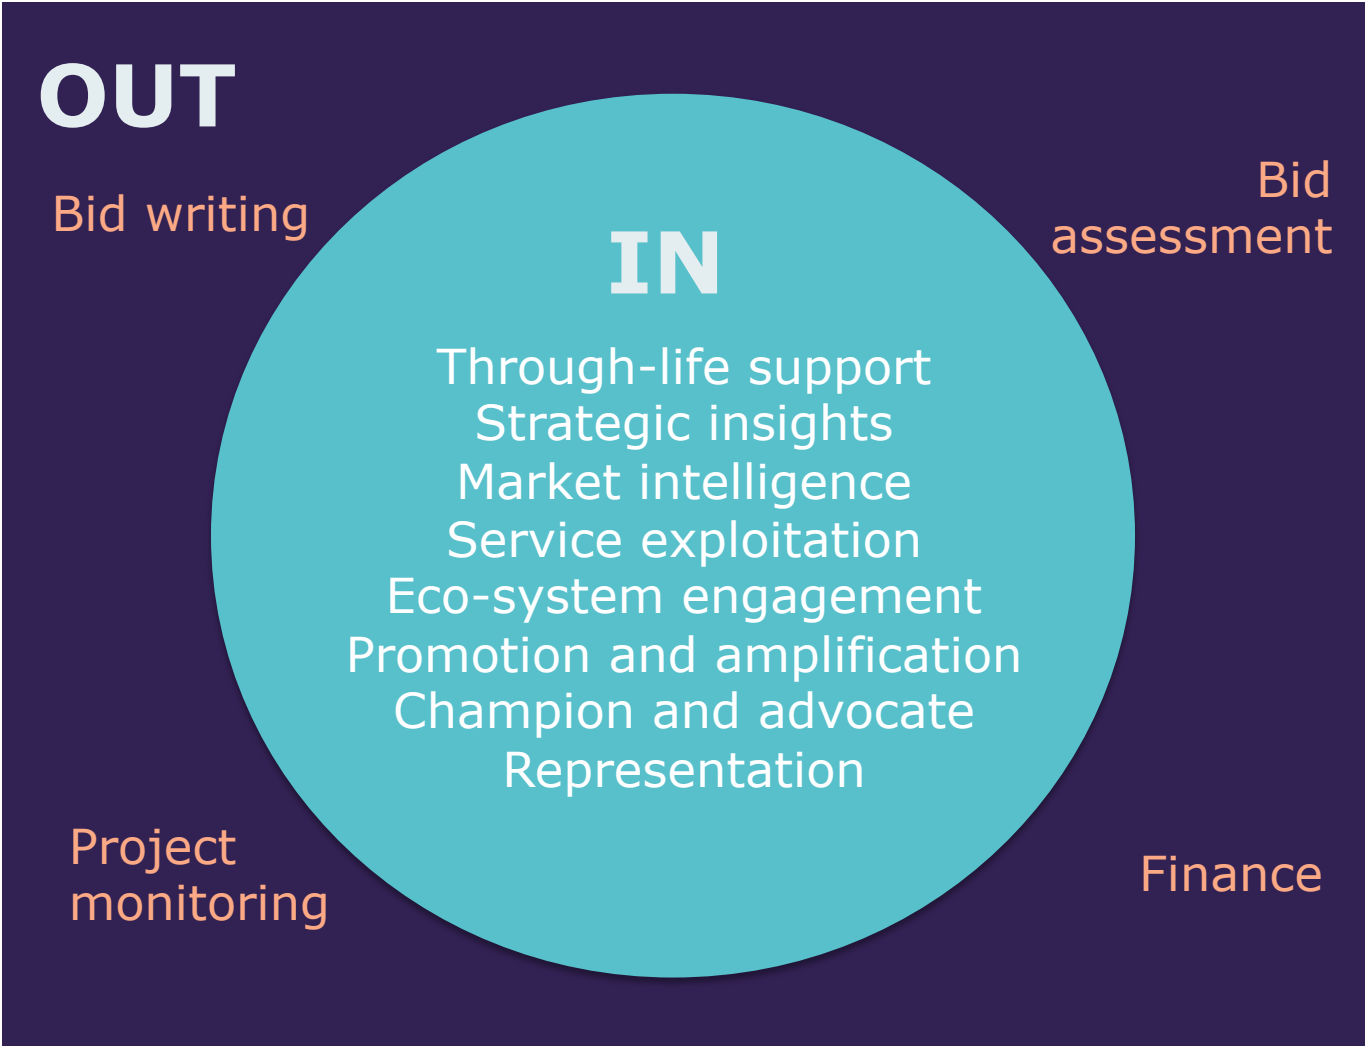 OUT
Bid writing
Bid
assessment
IN
Through-life support
Strategic insights
Market intelligence
Service exploitation
Eco-system engagement
Promotion and amplification
Champion and advocate
Representation
Project
monitoring
Finance